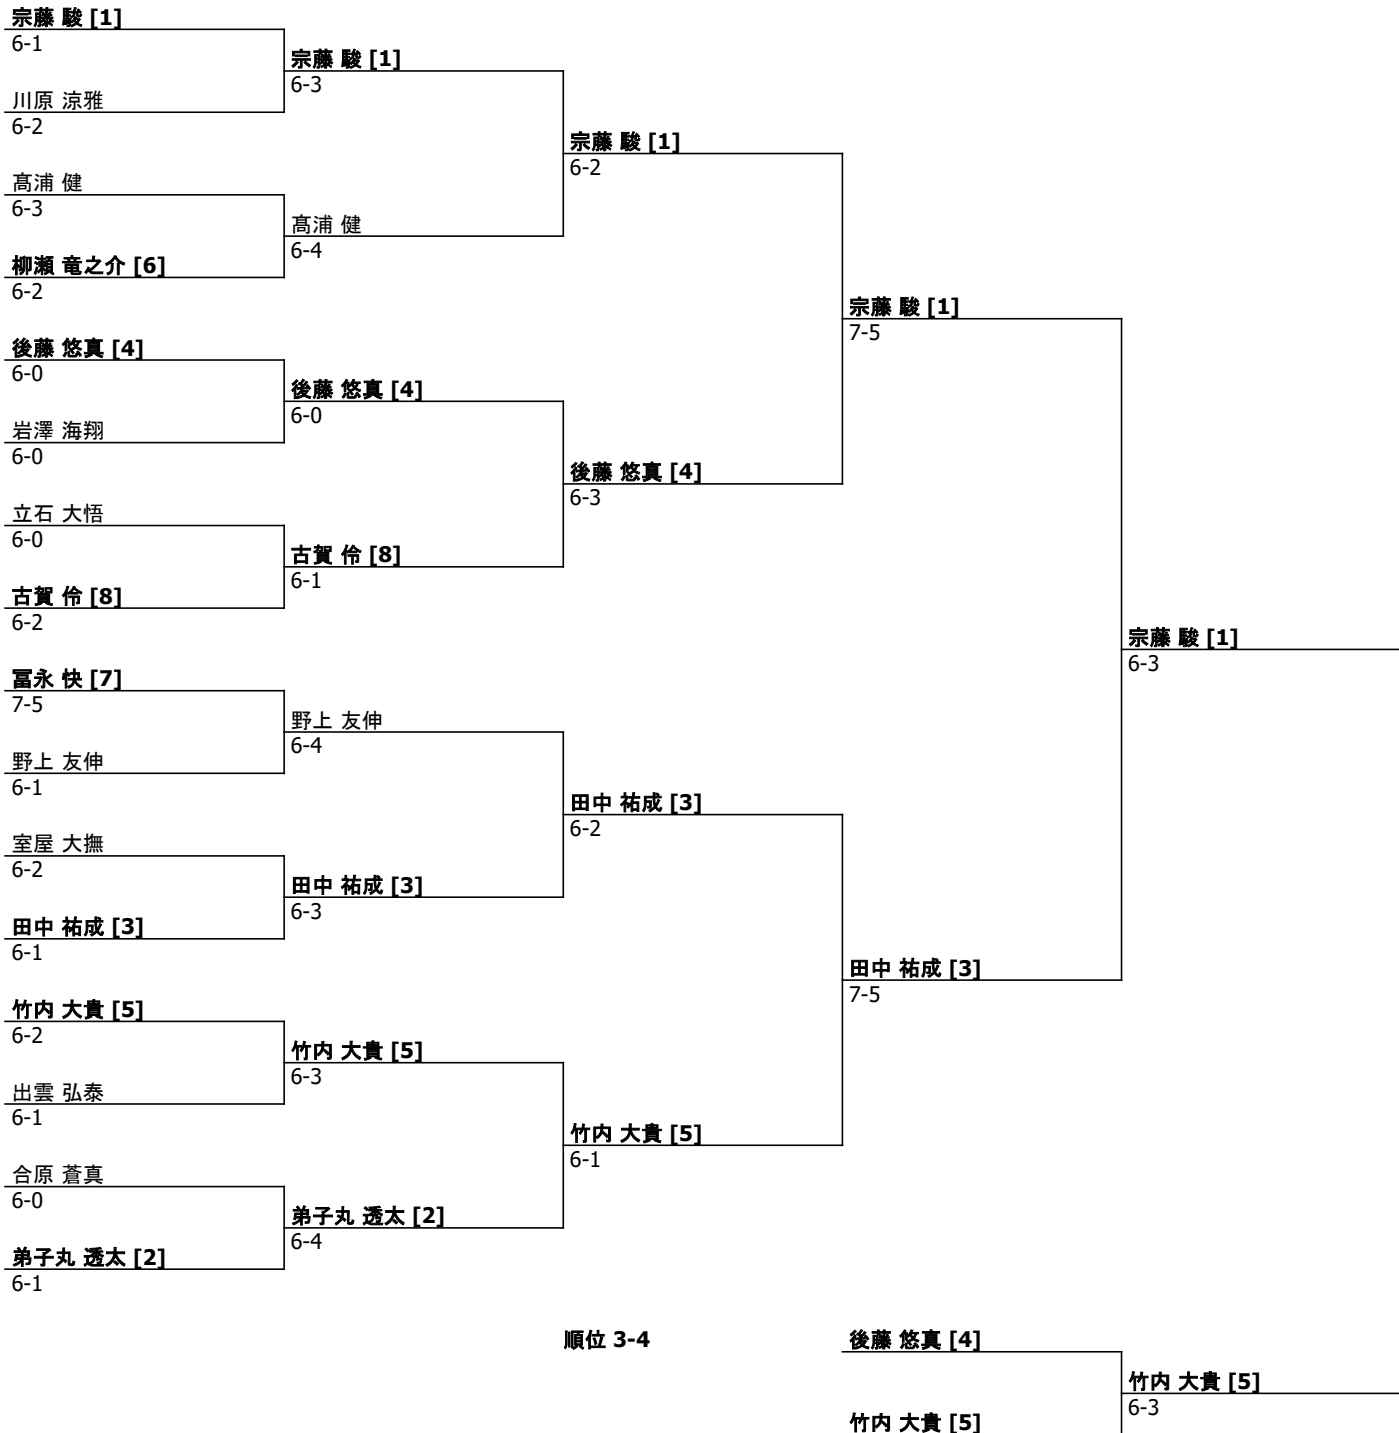 宗藤 駿 [1]
6-1
川原 涼雅
6-2
髙浦 健
6-3
柳瀬 竜之介 [6]
6-2
後藤 悠真 [4]
6-0
岩澤 海翔
6-0
立石 大悟
6-0
古賀 伶 [8]
6-2
冨永 快 [7]
7-5
野上 友伸
6-1
室屋 大撫
6-2
田中 祐成 [3]
6-1
竹内 大貴 [5]
6-2
出雲 弘泰
6-1
合原 蒼真
6-0
弟子丸 透太 [2]
6-1
宗藤 駿 [1]
6-3
髙浦 健
6-4
後藤 悠真 [4]
6-0
古賀 伶 [8]
6-1
野上 友伸
6-4
田中 祐成 [3]
6-3
竹内 大貴 [5]
6-3
弟子丸 透太 [2]
6-4
宗藤 駿 [1]
6-2
後藤 悠真 [4]
6-3
田中 祐成 [3]
6-2
竹内 大貴 [5]
6-1
宗藤 駿 [1]
7-5
田中 祐成 [3]
7-5
宗藤 駿 [1]
6-3
順位 3-4
後藤 悠真 [4]
竹内 大貴 [5]
竹内 大貴 [5]
6-3